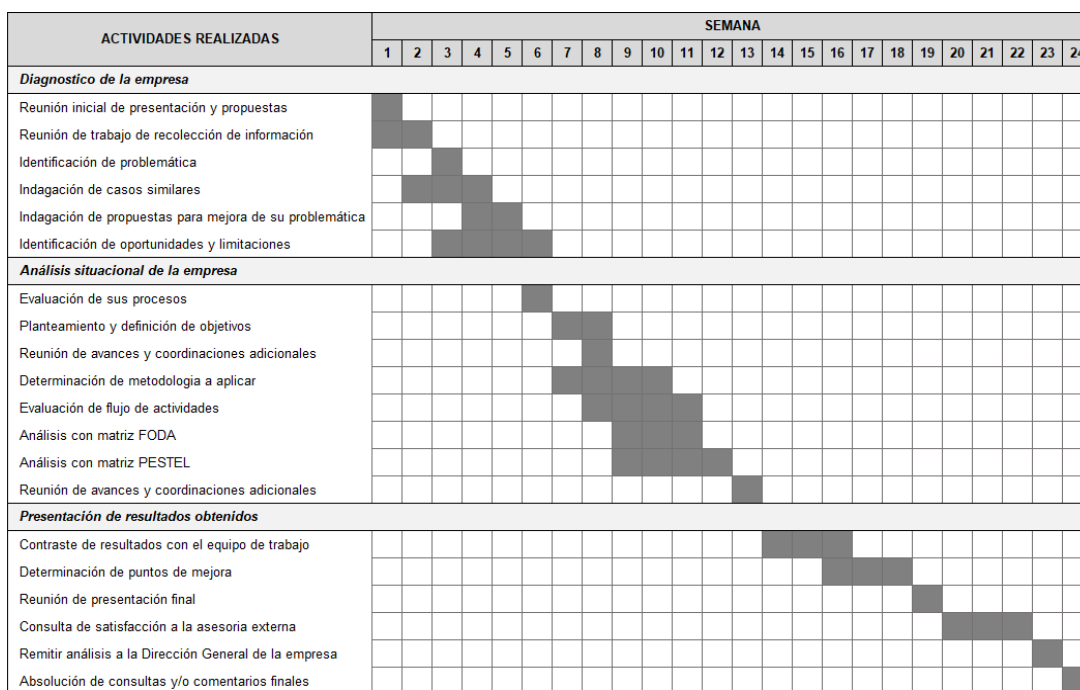 ACTIVIDADES REALIZADAS
SEMANA
1 2 3 4 5 6 7 8 9 10 11 12 13 14 15 16 17 18 19 20 21 22 23 24
Diagnostico de la empresa
Reunión inicial de presentación y propuestas
Reunión de trabajo de recolección de información
Identificación de problemática
Indagación de casos similares
Indagación de propuestas para mejora de su problemática
Identificación de oportunidades y limitaciones
Análisis situacional de la empresa
Evaluación de sus procesos
Planteamiento y definición de objetivos
Reunión de avances y coordinaciones adicionales
Determinación de metodologia a aplicar
Evaluación de flujo de actividades
Análisis con matriz FODA
Análisis con matriz PESTEL
Reunión de avances y coordinaciones adicionales
Presentación de resultados obtenidos
Contraste de resultados con el equipo de trabajo
Determinación de puntos de mejora
Reunión de presentación final
Consulta de satisfacción a la asesoria externa
Remitir análisis a la Dirección General de la empresa
Absolución de consultas y/o comentarios finales